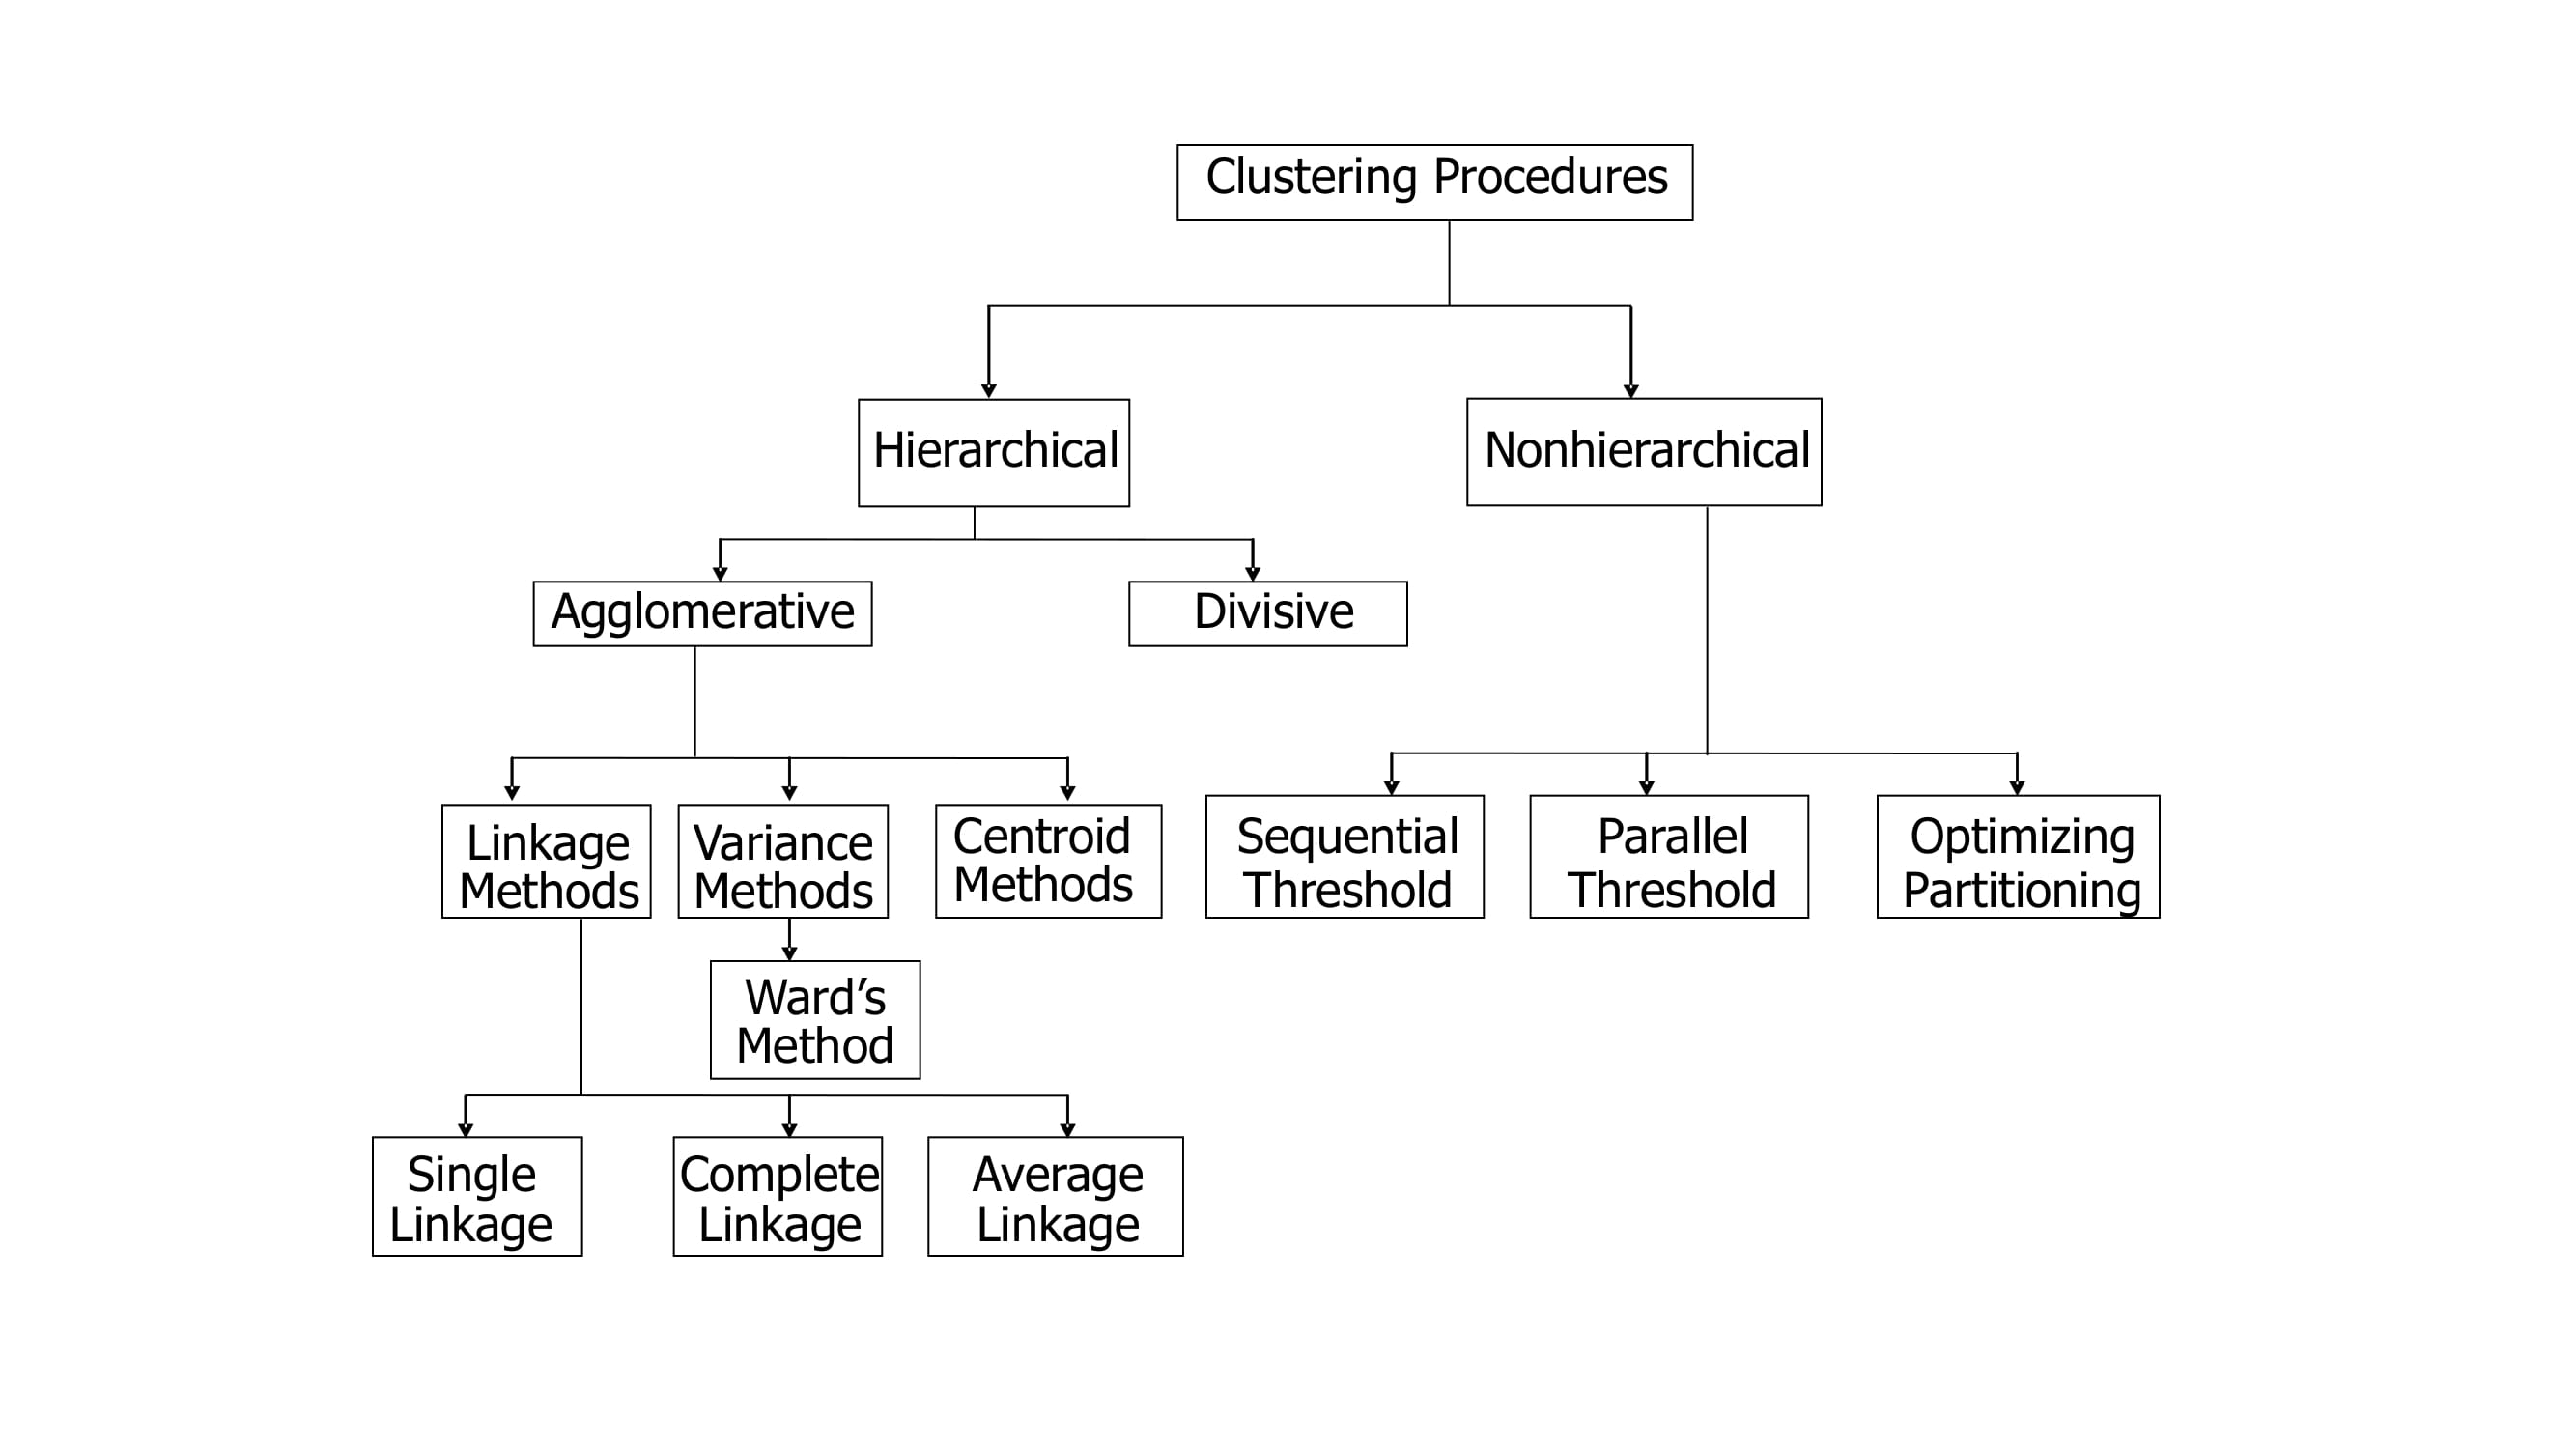 Clustering Procedures
Hierarchical
Nonhierarchical
Agglomerative
Divisive
Linkage
Methods
Variance
Methods
Centroid
Methods
Sequential
Threshold
Parallel
Threshold
Optimizing
Partitioning
Ward’s
Method
Single
Linkage
Complete
Linkage
Average
Linkage